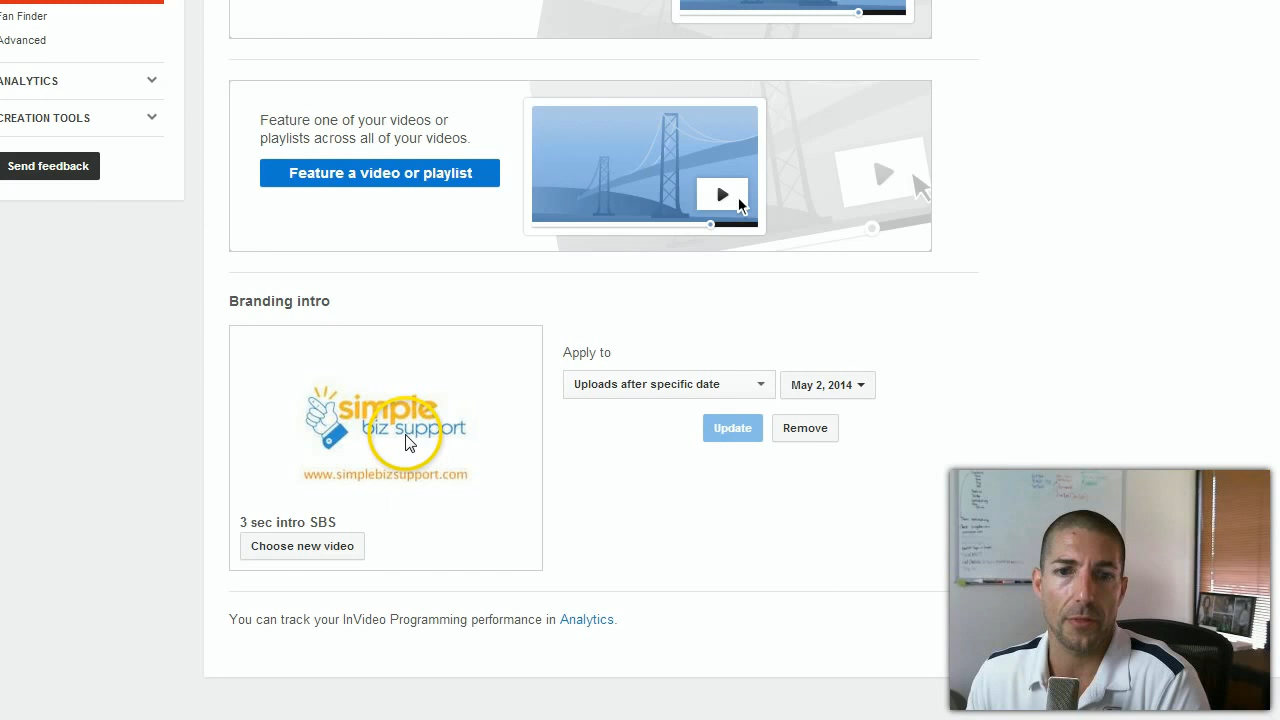 Fan Finder
Advanced
ANALYTICS
CREATION TOOLS
Send feedback
Feature one of your videos or
playlists across all of your videos.
Feature a video or playlist
Branding intro
simple
biz support
www.simplebizsupport.com
3 sec intro SBS
Choose new video
Apply to
Uploads after specific date
May 2, 2014
Update
Remove
You can track your InVideo Programming performance in Analytics.